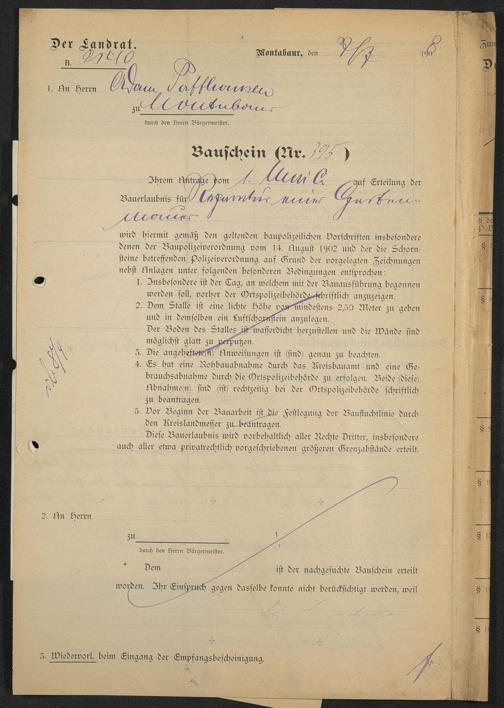 Der Landrat.
B. 2140
Montabaur, den 190 8
1. An Herrn Adam
zu Montabaur
durch den Herrn Bürgermeister.
Bauschein (Nr. 395)
Ihrem Antrage vom 1. auf Erteilung der
Bauerlaubnis für Reparatur einer Garten-
mauer
wird hiermit gemäß den geltenden baupolizeilichen Vorschriften insbesondere
denen der Baupolizeiverordnung vom 14. August 1902 und der die Schorn-
steine betreffenden Polizeiverordnung auf Grund der vorgelegten Zeichnungen
nebst Anlagen unter folgenden besonderen Bedingungen entsprochen:
1. Insbesondere ist der Tag, an welchem mit der Bauausführung begonnen
werden soll, vorher der Ortspolizeibehörde schriftlich anzuzeigen.
2. Dem Stalle ist eine lichte Höhe von mindestens 2,50 Meter zu geben
und in demselben ein Luftschornstein anzulegen.
Der Boden des Stalles ist wasserdicht herzustellen und die Wände sind
möglichst glatt zu verputzen.
3. Die angeheftete(n) Anweisungen ist (sind) genau zu beachten.
4. Es hat eine Rohbauabnahme durch das Kreisbauamt und eine Ge-
brauchsabnahme durch die Ortspolizeibehörde zu erfolgen. Beide (diese)
Abnahme(n) sind (ist) rechtzeitig bei der Ortspolizeibehörde schriftlich
zu beantragen.
5. Vor Beginn der Bauarbeit ist die Festlegung der Baufluchtlinie durch
den Kreislandmesser zu beantragen.
Diese Bauerlaubnis wird vorbehaltlich aller Rechte Dritter, insbesondere
auch aller etwa privatrechtlich vorgeschriebenen größeren Grenzabstände erteilt.
2. An Herrn
zu !
durch den Herrn Bürgermeister.
Dem ist der nachgesuchte Bauschein erteilt
worden. Ihr Einspruch gegen dasselbe konnte nicht berücksichtigt werden, weil
3. Wiedervorl. beim Eingang der Empfangsbescheinigung.